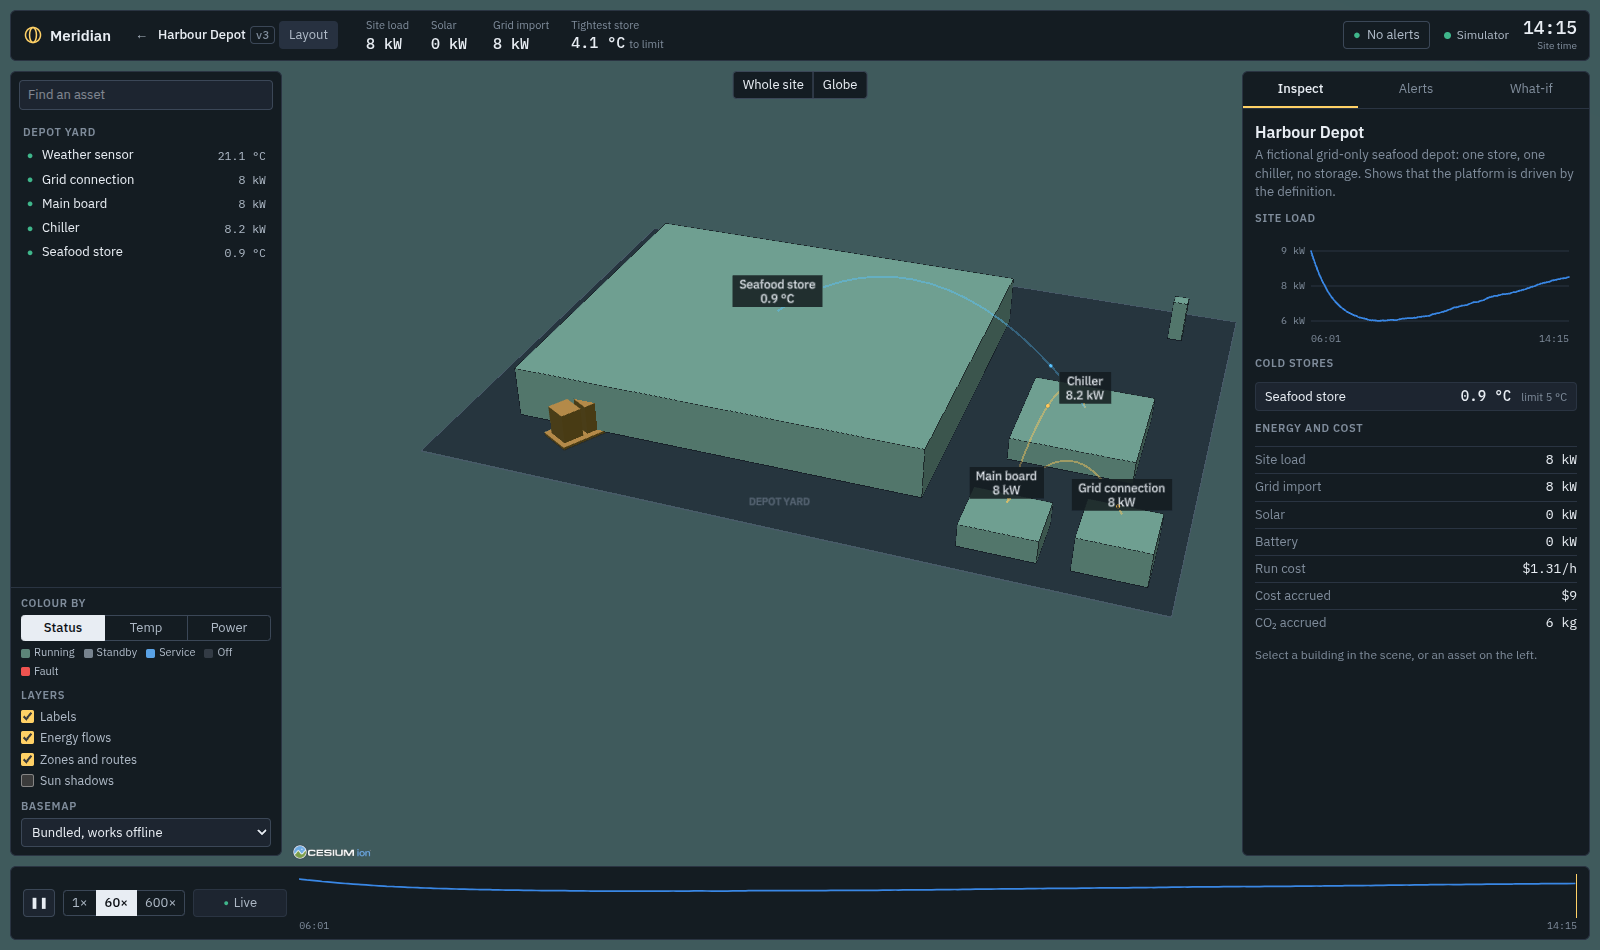 Meridian
← Harbour Depot v3 Layout
Site load
8 kW
Solar
0 kW
Grid import
8 kW
Tightest store
4.1 °C to limit
No alerts
Simulator
14:15
Site time
Find an asset
DEPOT YARD
Weather sensor 21.1 °C
Grid connection 8 kW
Main board 8 kW
Chiller 8.2 kW
Seafood store 0.9 °C
COLOUR BY
Status Temp Power
Running Standby Service Off
Fault
LAYERS
Labels
Energy flows
Zones and routes
Sun shadows
BASEMAP
Bundled, works offline
Whole site Globe
Seafood store
0.9 °C
Chiller
8.2 kW
Main board
8 kW
Grid connection
8 kW
DEPOT YARD
CESIUM ion
Inspect Alerts What-if
Harbour Depot
A fictional grid-only seafood depot: one store, one
chiller, no storage. Shows that the platform is driven by
the definition.
SITE LOAD
9 kW
8 kW
6 kW
06:01 14:15
COLD STORES
Seafood store 0.9 °C limit 5 °C
ENERGY AND COST
Site load 8 kW
Grid import 8 kW
Solar 0 kW
Battery 0 kW
Run cost $1.31/h
Cost accrued $9
CO₂ accrued 6 kg
Select a building in the scene, or an asset on the left.
1× 60× 600× Live
06:01 14:15